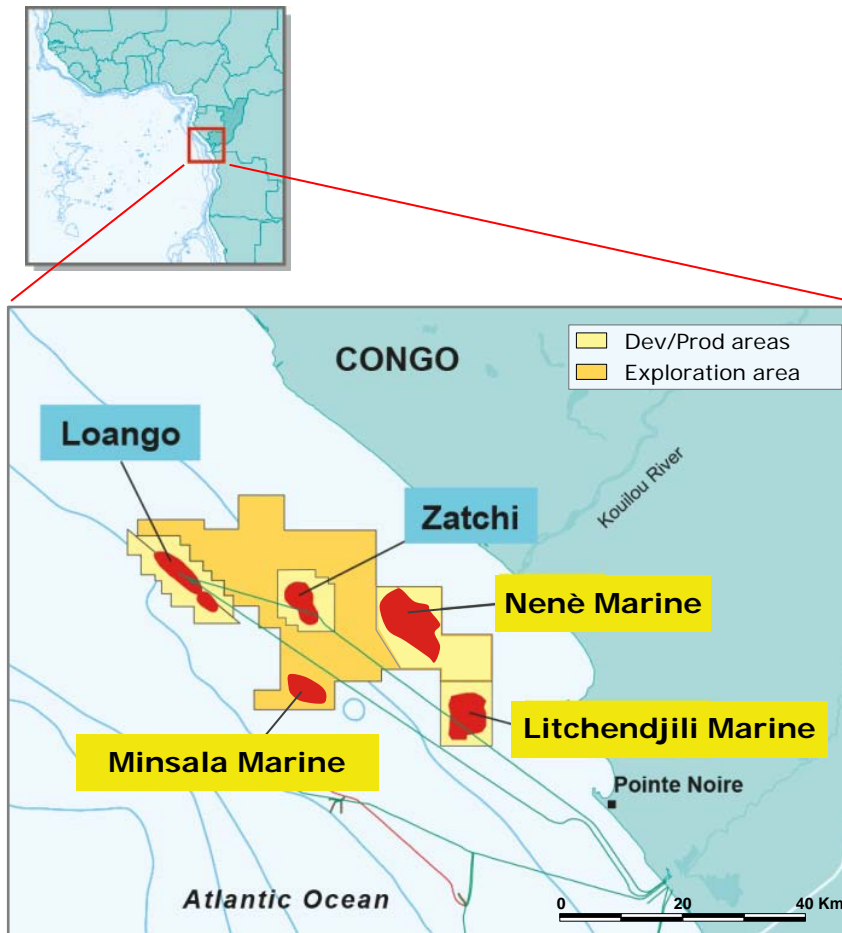 CONGO
Dev/Prod areas
Exploration area
Loango
Zatchi
Kouilou River
Nenè Marine
Litchendjili Marine
Minsala Marine
Pointe Noire
Atlantic Ocean
0 20 40 Km